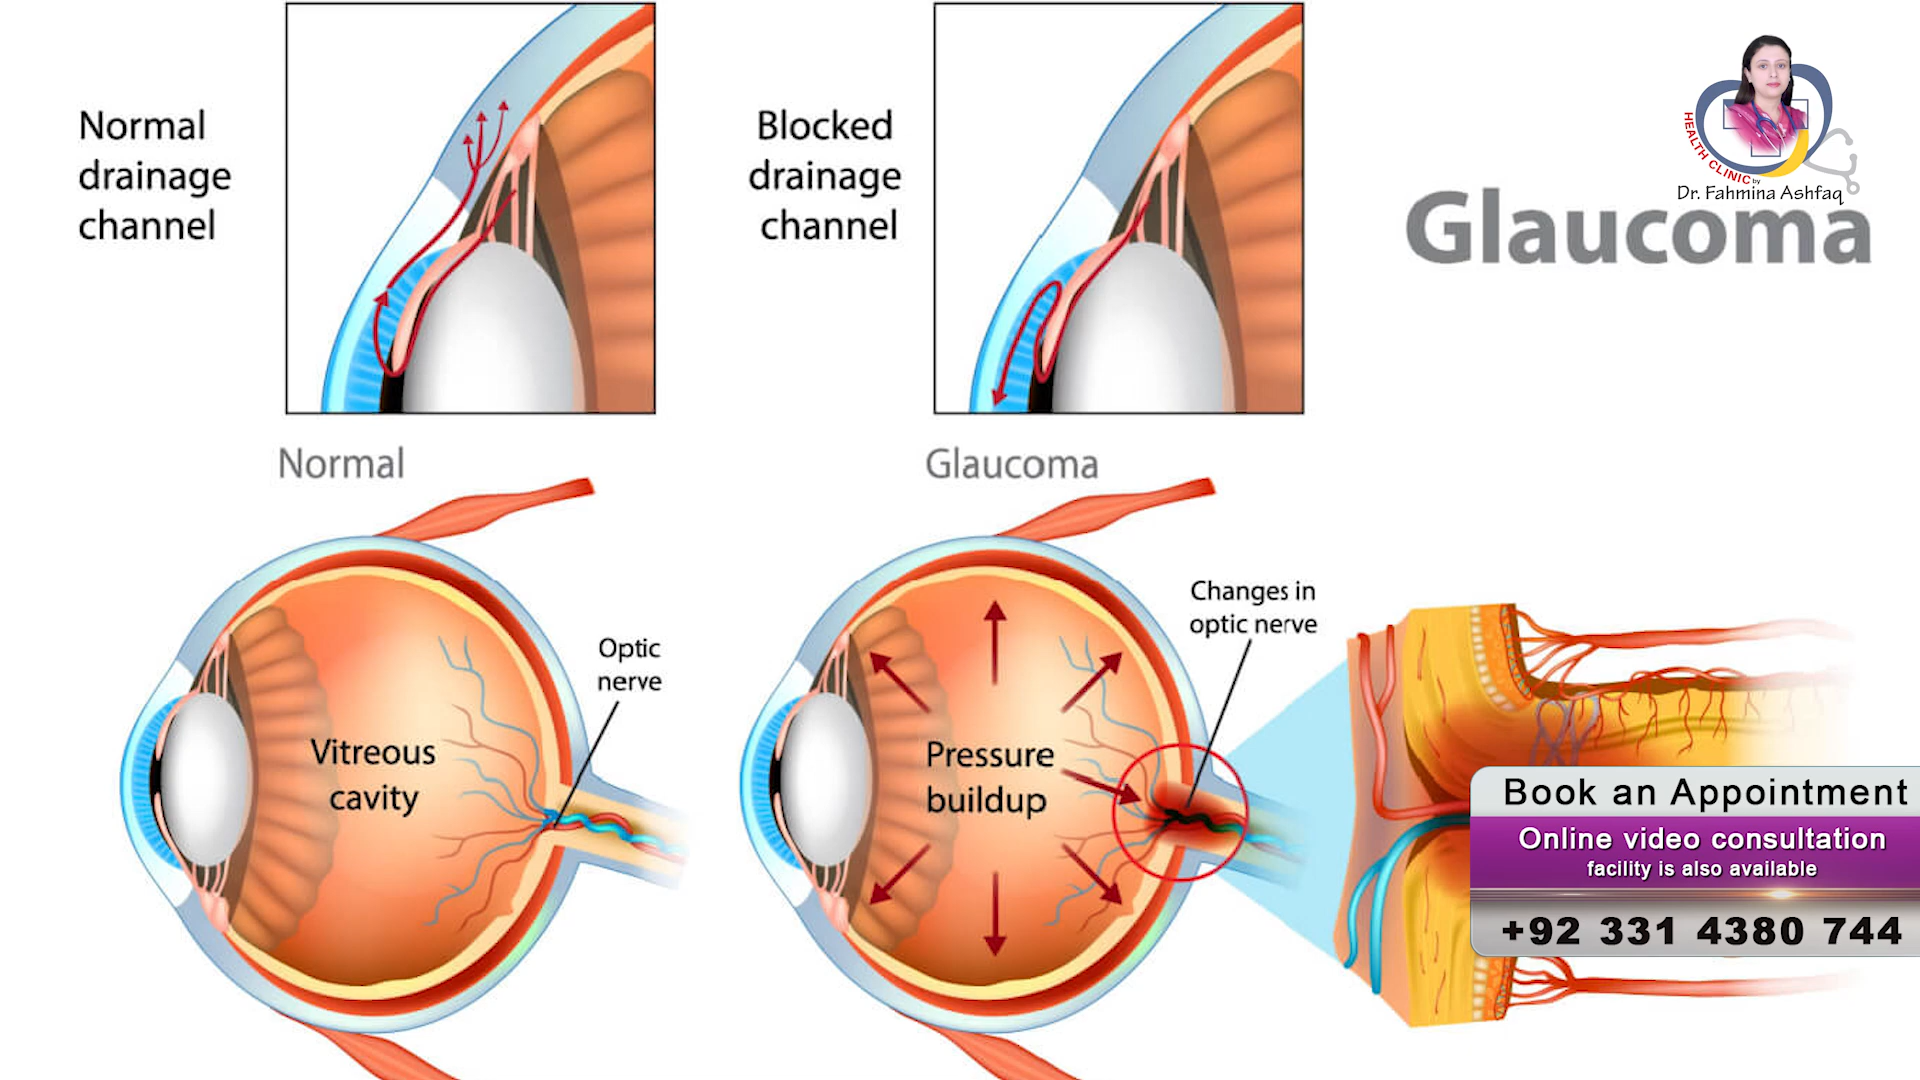 Normal
drainage
channel
Blocked
drainage
channel
HEALTH CLINIC by
Dr. Fahmina Ashfaq
Glaucoma
Normal
Glaucoma
Optic
nerve
Vitreous
cavity
Changes in
optic nerve
Pressure
buildup
Book an Appointment
Online video consultation
facility is also available
+92 331 4380 744